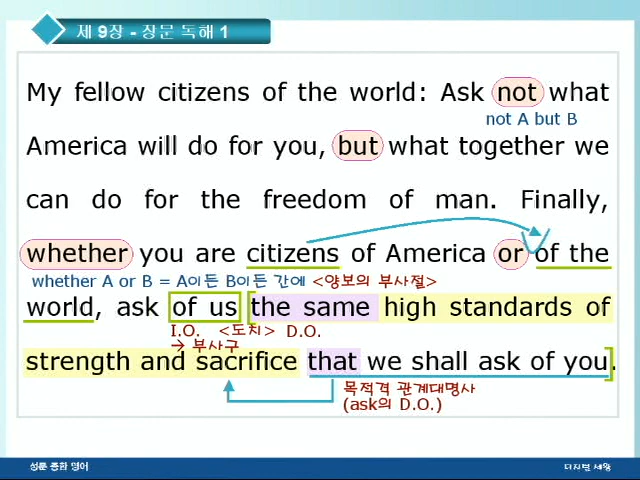 제 9장 - 장문 독해 1
My fellow citizens of the world: Ask not what
not A but B
America will do for you, but what together we
can do for the freedom of man. Finally,
whether you are citizens of America or of the
whether A or B = A이든 B이든 간에 <양보의 부사절>
world, ask of us the same high standards of
I.O. <도치> D.O.
→ 부사구
strength and sacrifice that we shall ask of you.
목적격 관계대명사
(ask의 D.O.)
성문 종합 영어
디지털 세왕